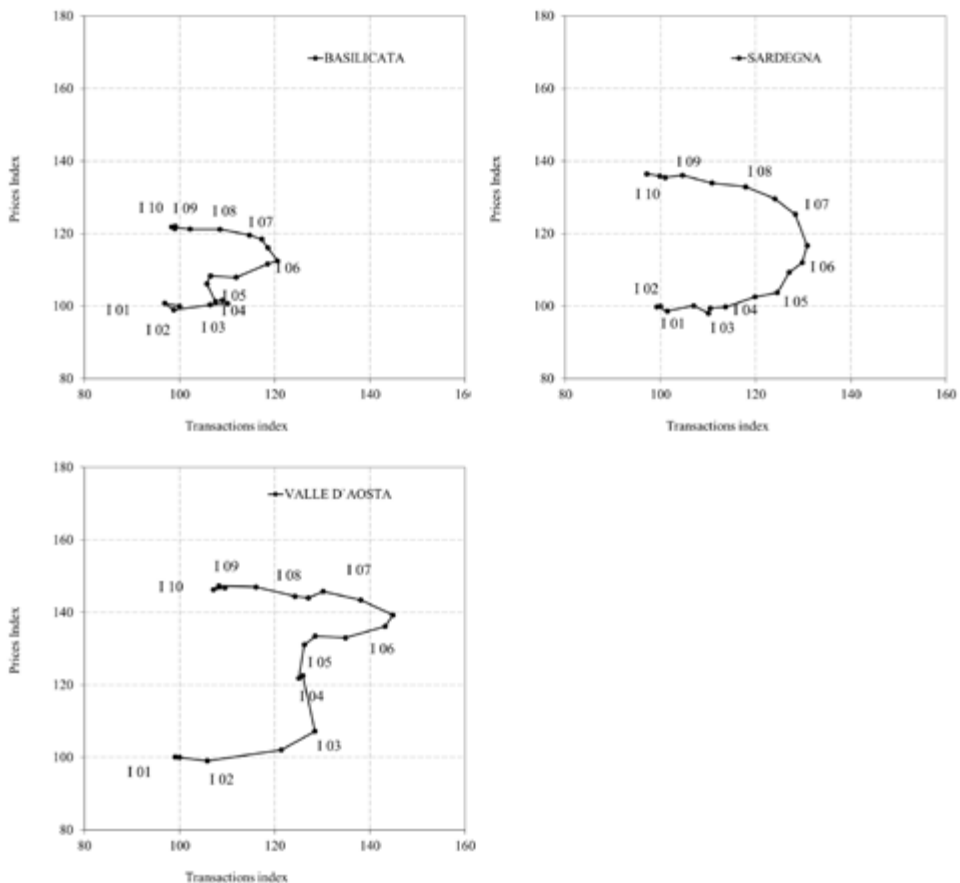 180
160
140
120
100
80
Prices Index
BASILICATA
I 10 I 09 I 08 I 07
I 06
I 05
I 04
I 01
I 02 I 03
80 100 120 140 16
Transactions index
180
160
140
120
100
80
Prices Index
SARDEGNA
I 09
I 08
I 10
I 07
I 06
I 02
I 05
I 04
I 01
I 03
80 100 120 140 160
Transactions index
180
160
140
120
100
80
Prices Index
VALLE D'AOSTA
I 09
I 08
I 07
I 10
I 06
I 05
I 04
I 03
I 01
I 02
80 100 120 140 160
Transactions index